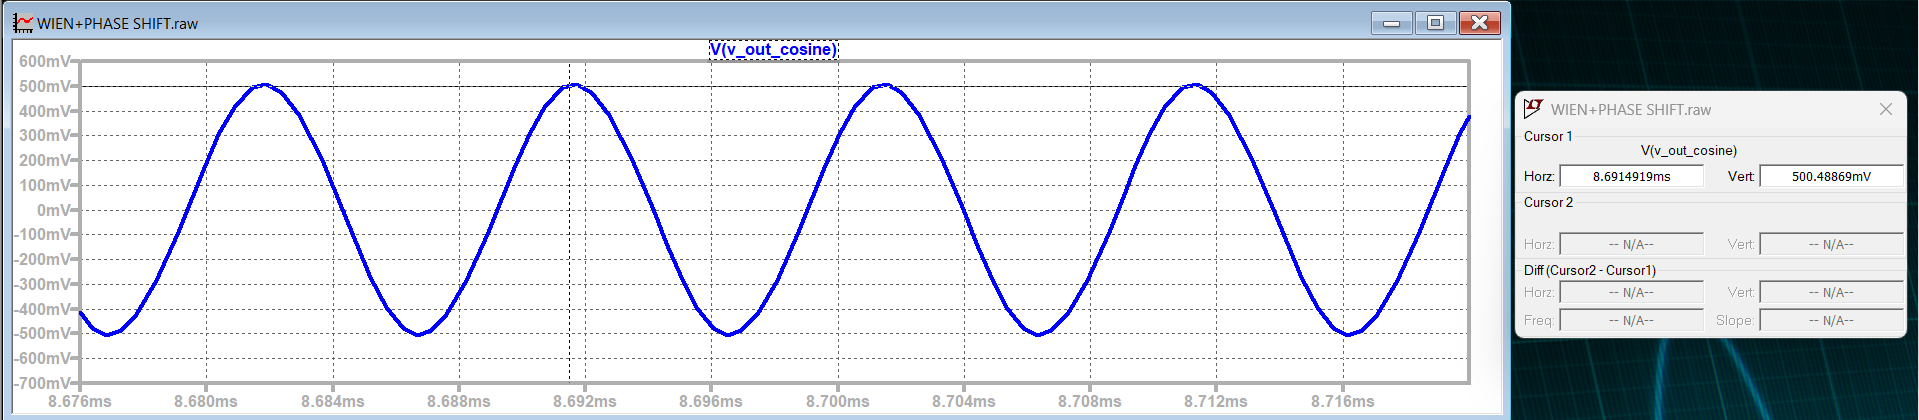 WIEN+PHASE SHIFT.raw
V(v_out_cosine)
600mV
500mV
400mV
300mV
200mV
100mV
0mV
-100mV
-200mV
-300mV
-400mV
-500mV
-600mV
-700mV
8.676ms 8.680ms 8.684ms 8.688ms 8.692ms 8.696ms 8.700ms 8.704ms 8.708ms 8.712ms 8.716ms
WIEN+PHASE SHIFT.raw
Cursor 1
V(v_out_cosine)
Horz: 8.6914919ms Vert: 500.48869mV
Cursor 2
Horz: -- N/A-- Vert: -- N/A--
Diff (Cursor2 - Cursor1)
Horz: -- N/A-- Vert: -- N/A--
Freq: -- N/A-- Slope: -- N/A--